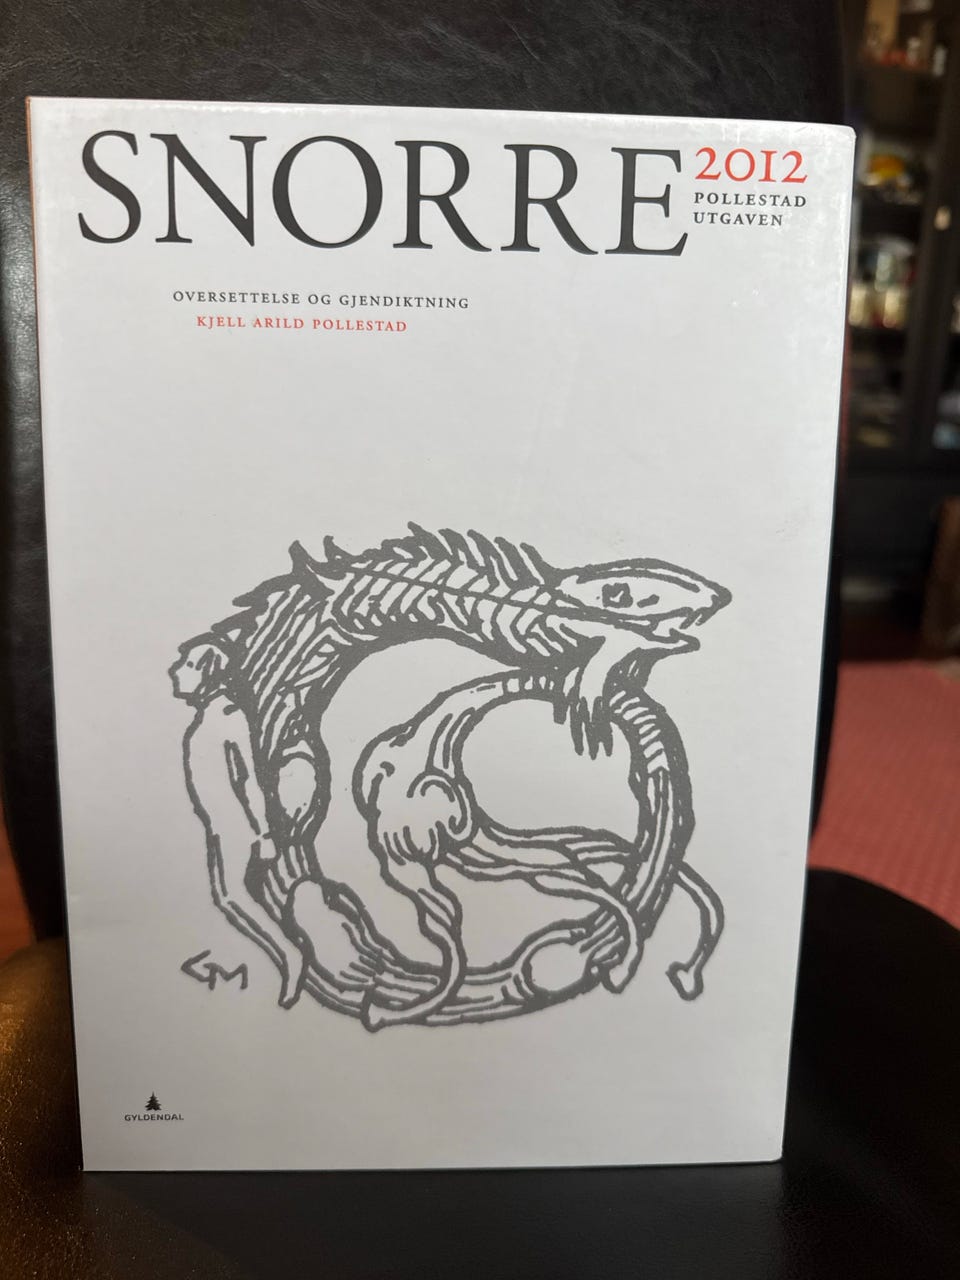 SNORRE 2012
POLLESTAD
UTGAVEN
OVERSETTELSE OG GJENDIKTNING
KJELL ARILD POLLESTAD
GM
GYLDENDAL